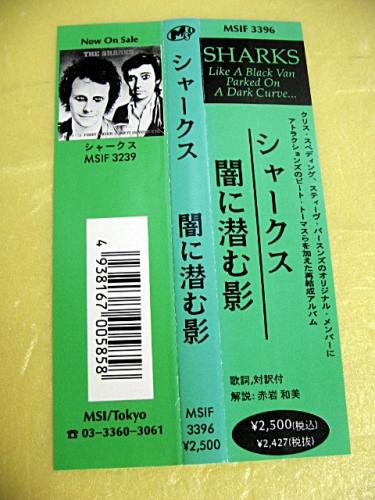 Now On Sale
THE SHARKS
シャークス
MSIF 3239
4 938167 005858
MSI/Tokyo
☎ 03-3360-3061
シャークス
闇に潜む影
MSIF
3396
¥2,500
MSIF 3396
SHARKS
Like A Black Van
Parked On
A Dark Curve...
クリス・スペディング、スティーヴ・パースンズのオリジナル・メンバーに
アトラクションズのピート・トーマスらを加えた再結成アルバム
シャークス
闇に潜む影
歌詞,対訳付
解説: 赤岩 和美
¥2,500(税込)
¥2,427(税抜)